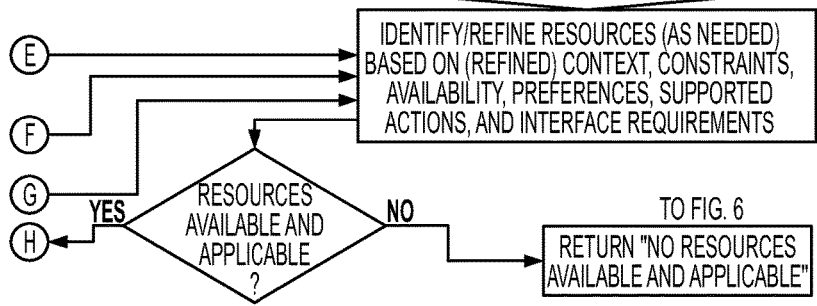 E
F
G
H
IDENTIFY/REFINE RESOURCES (AS NEEDED)
BASED ON (REFINED) CONTEXT, CONSTRAINTS,
AVAILABILITY, PREFERENCES, SUPPORTED
ACTIONS, AND INTERFACE REQUIREMENTS
YES
RESOURCES
AVAILABLE AND
APPLICABLE
?
NO
TO FIG. 6
RETURN "NO RESOURCES
AVAILABLE AND APPLICABLE"